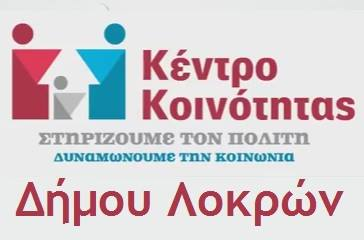 Κέντρο
Κοινότητας
ΣΤΗΡΙΖΟΥΜΕ ΤΟΝ ΠΟΛΙΤΗ
ΔΥΝΑΜΩΝΟΥΜΕ ΤΗΝ ΚΟΙΝΩΝΙΑ
Δήμου Λοκρών